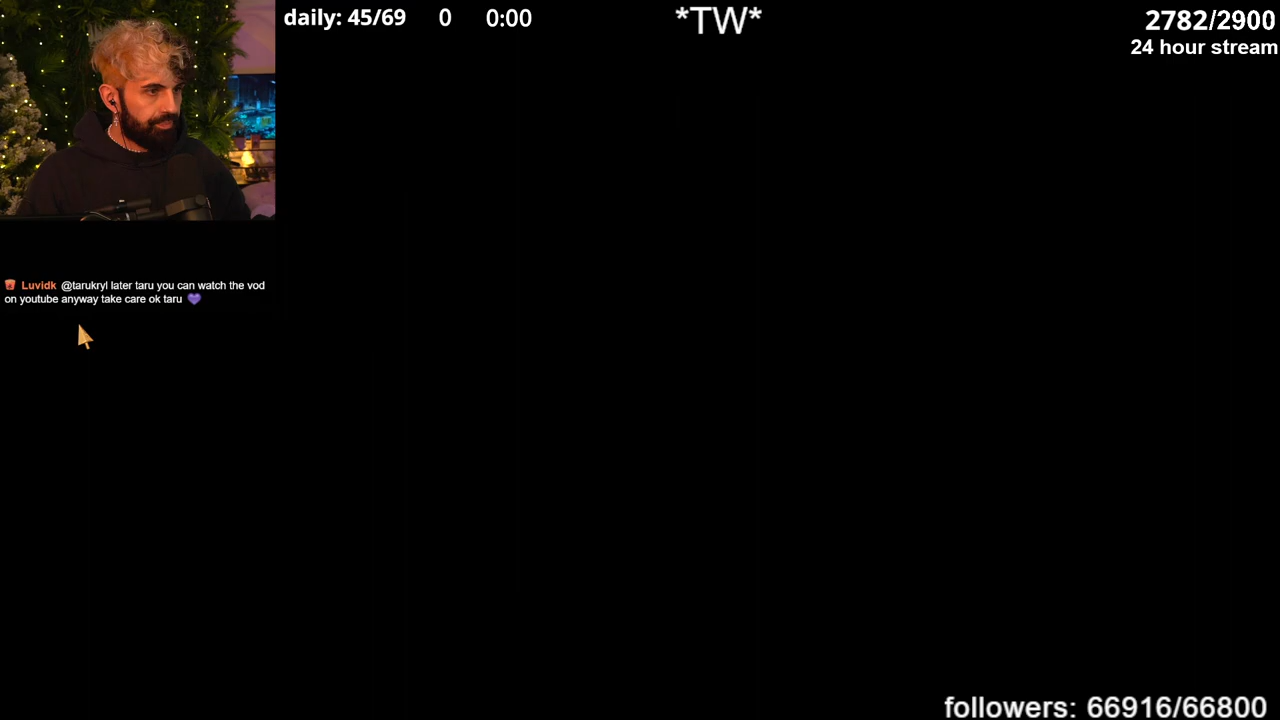 daily: 45/69 0 0:00 *TW* 2782/2900
24 hour stream
Luvidk @tarukryl later taru you can watch the vod
on youtube anyway take care ok taru 💜
followers: 66916/66800